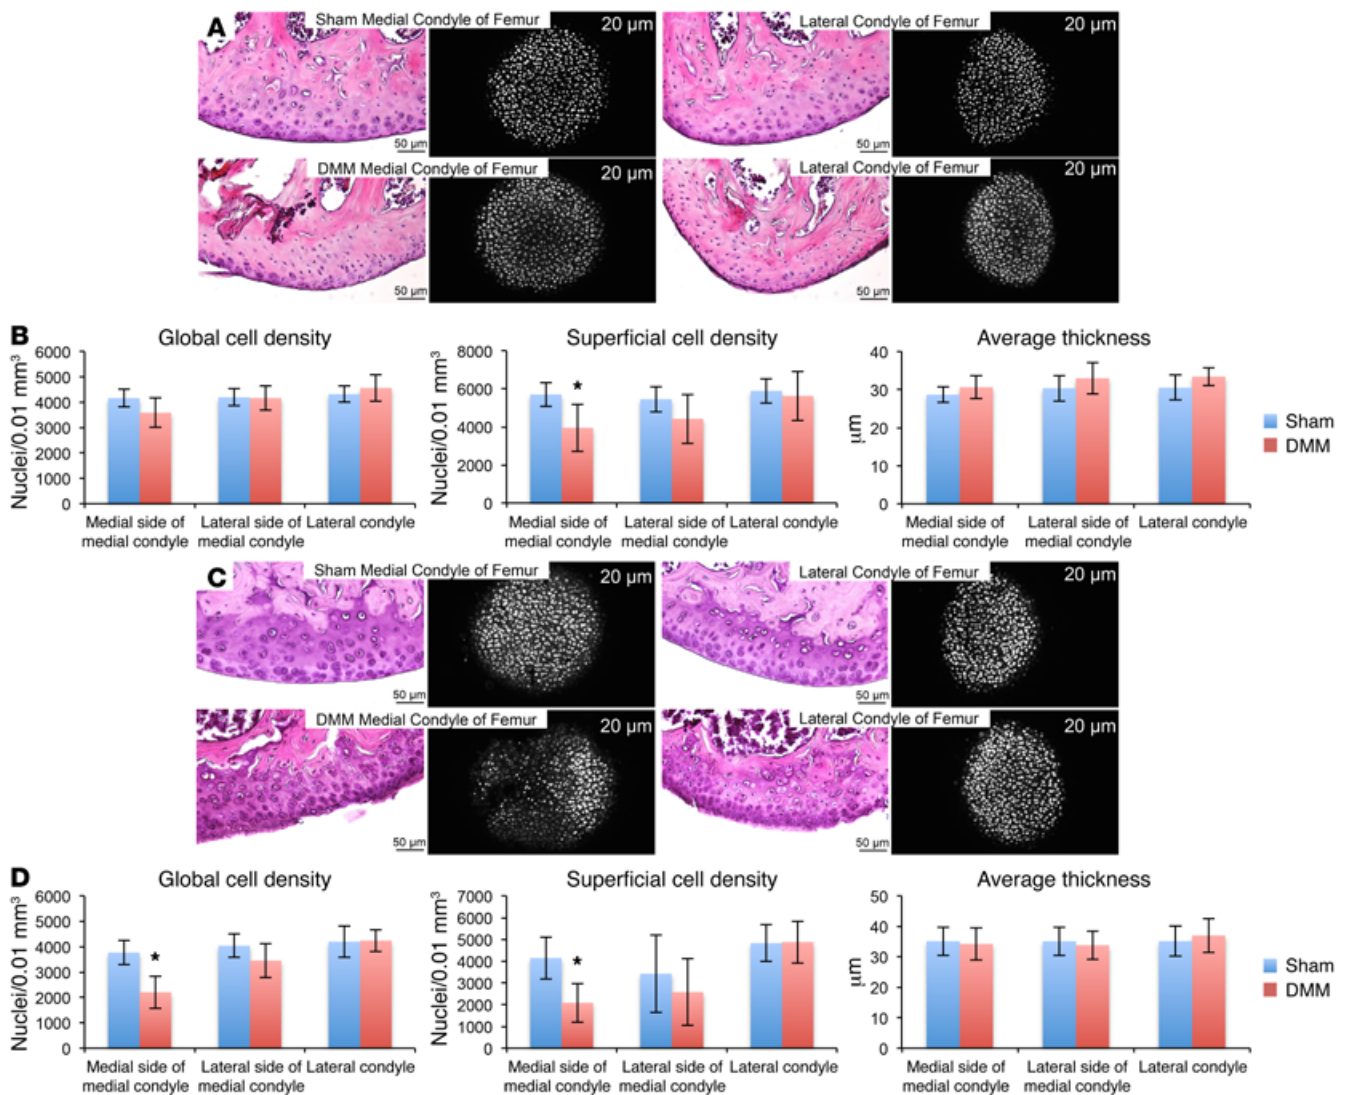 A
Sham Medial Condyle of Femur
20 µm
Lateral Condyle of Femur
20 µm
50 µm
50 µm
DMM Medial Condyle of Femur
20 µm
Lateral Condyle of Femur
20 µm
50 µm
50 µm
B
Global cell density
Nuclei/0.01 mm³
6000
5000
4000
3000
2000
1000
0
Medial side of
medial condyle
Lateral side of
medial condyle
Lateral condyle
Superficial cell density
Nuclei/0.01 mm³
8000
6000
4000
2000
0
★
Medial side of
medial condyle
Lateral side of
medial condyle
Lateral condyle
Average thickness
µm
40
30
20
10
0
Medial side of
medial condyle
Lateral side of
medial condyle
Lateral condyle
Sham
DMM
C
Sham Medial Condyle of Femur
20 µm
Lateral Condyle of Femur
20 µm
50 µm
50 µm
DMM Medial Condyle of Femur
20 µm
Lateral Condyle of Femur
20 µm
50 µm
50 µm
D
Global cell density
Nuclei/0.01 mm³
6000
5000
4000
3000
2000
1000
0
★
Medial side of
medial condyle
Lateral side of
medial condyle
Lateral condyle
Superficial cell density
Nuclei/0.01 mm³
7000
6000
5000
4000
3000
2000
1000
0
★
Medial side of
medial condyle
Lateral side of
medial condyle
Lateral condyle
Average thickness
µm
50
40
30
20
10
0
Medial side of
medial condyle
Lateral side of
medial condyle
Lateral condyle
Sham
DMM